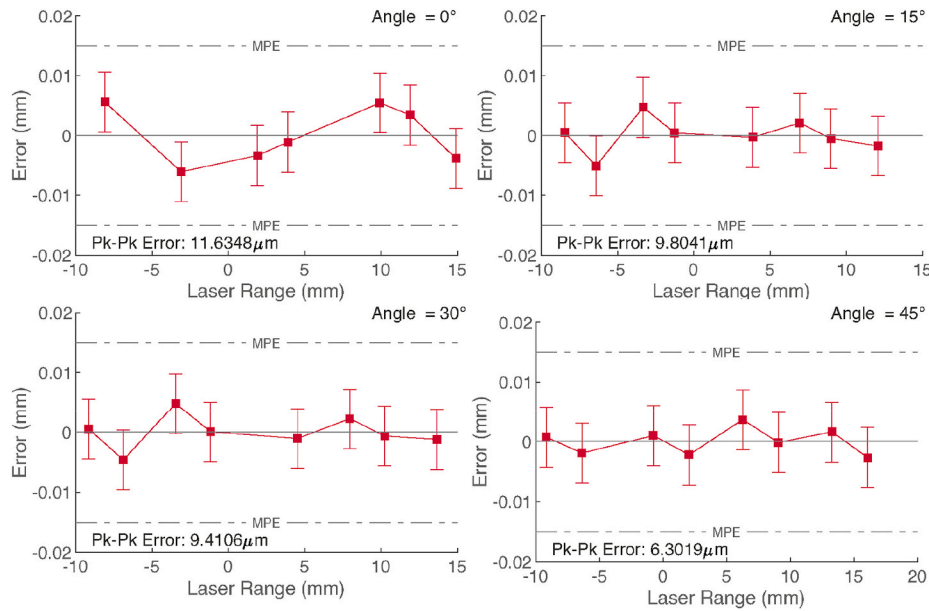 Angle = 0°
0.02
0.01
0
-0.01
-0.02
Error (mm)
MPE
MPE
Pk-Pk Error: 11.6348μm
-10 -5 0 5 10 15
Laser Range (mm)
Angle = 15°
0.02
0.01
0
-0.01
-0.02
Error (mm)
MPE
MPE
Pk-Pk Error: 9.8041μm
-10 -5 0 5 10 15
Laser Range (mm)
Angle = 30°
0.02
0.01
0
-0.01
-0.02
Error (mm)
MPE
MPE
Pk-Pk Error: 9.4106μm
-10 -5 0 5 10 15
Laser Range (mm)
Angle = 45°
0.02
0.01
0
-0.01
-0.02
Error (mm)
MPE
MPE
Pk-Pk Error: 6.3019μm
-10 -5 0 5 10 15 20
Laser Range (mm)